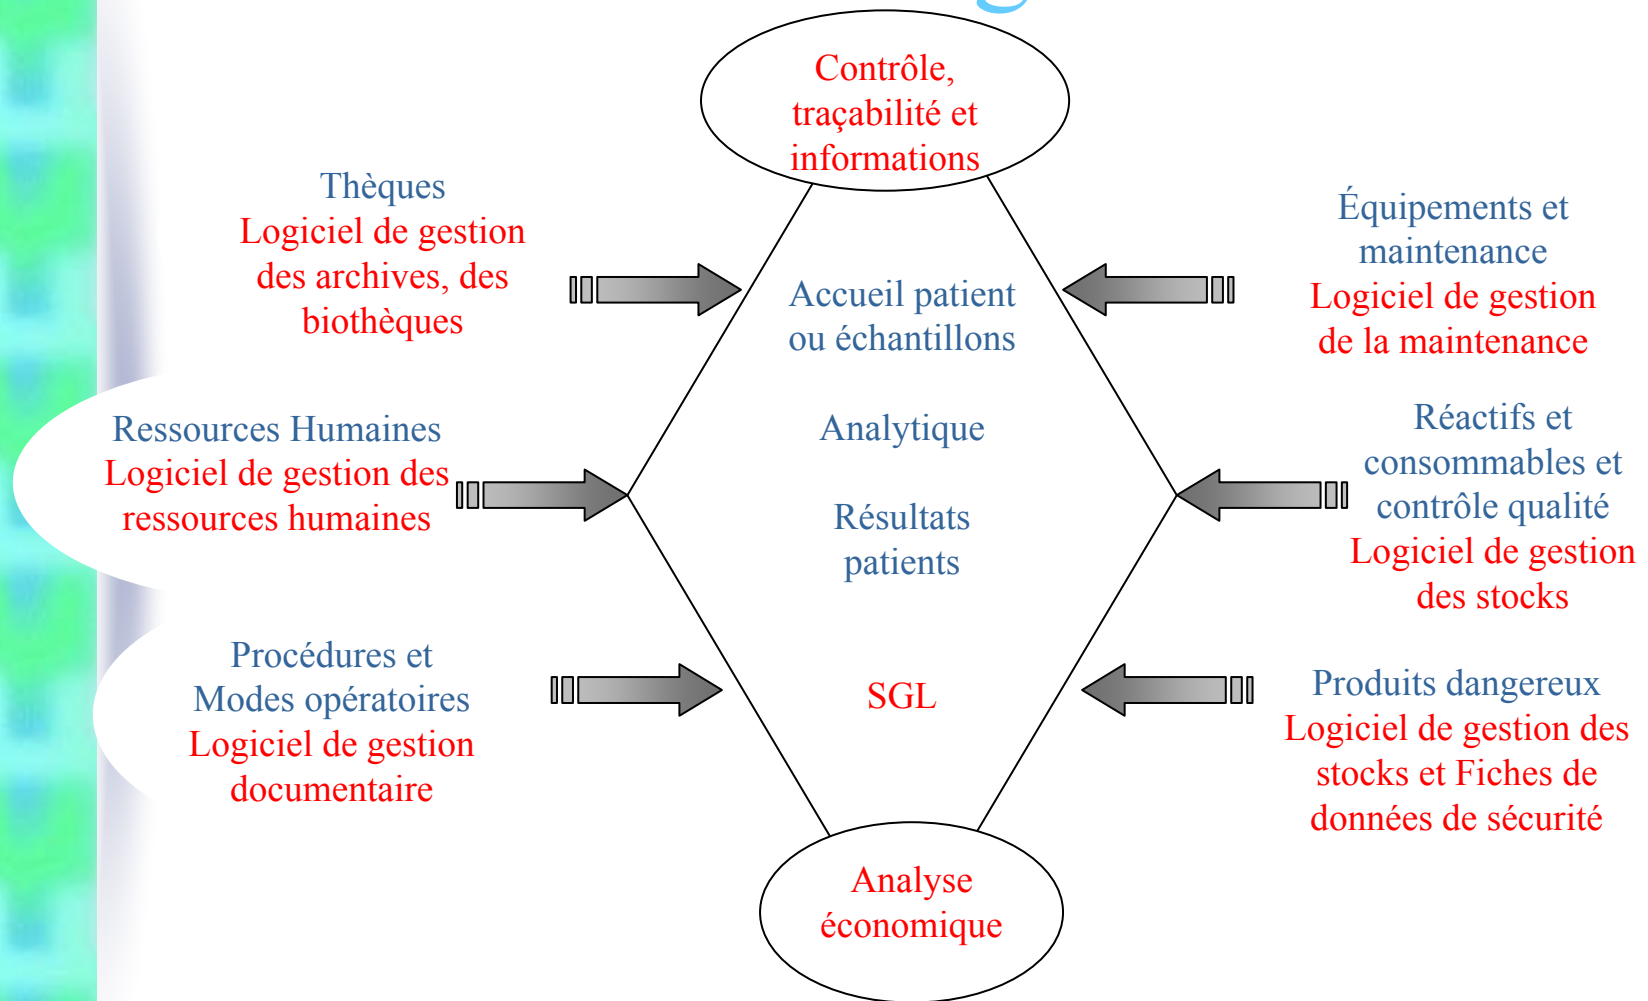 Contrôle,
traçabilité et
informations
Thèques
Logiciel de gestion
des archives, des
biothèques
Ressources Humaines
Logiciel de gestion des
ressources humaines
Procédures et
Modes opératoires
Logiciel de gestion
documentaire
Accueil patient
ou échantillons
Analytique
Résultats
patients
SGL
Équipements et
maintenance
Logiciel de gestion
de la maintenance
Réactifs et
consommables et
contrôle qualité
Logiciel de gestion
des stocks
Produits dangereux
Logiciel de gestion des
stocks et Fiches de
données de sécurité
Analyse
économique